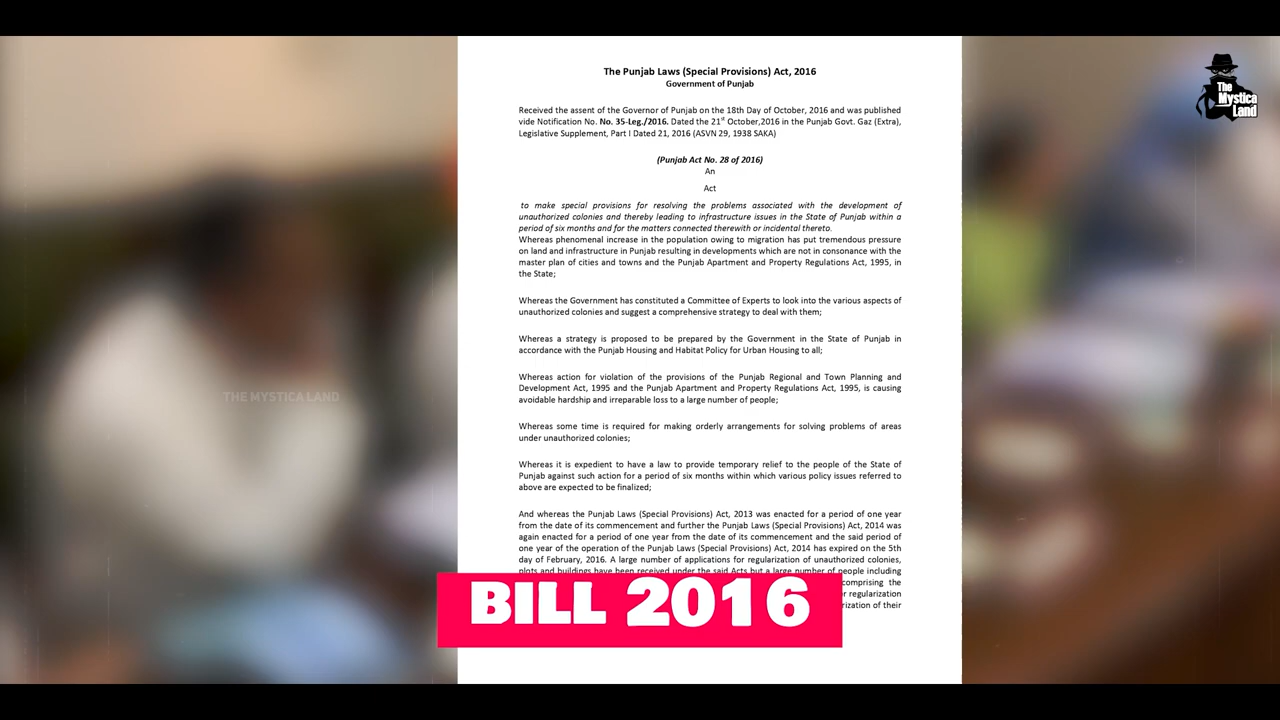 The Punjab Laws (Special Provisions) Act, 2016
Government of Punjab
Received the assent of the Governor of Punjab on the 18th Day of October, 2016 and was published
vide Notification No. No. 35-Leg./2016. Dated the 21st October,2016 in the Punjab Govt. Gaz (Extra),
Legislative Supplement, Part I Dated 21, 2016 (ASVN 29, 1938 SAKA)
(Punjab Act No. 28 of 2016)
An
Act
to make special provisions for resolving the problems associated with the development of
unauthorized colonies and thereby leading to infrastructure issues in the State of Punjab within a
period of six months and for the matters connected therewith or incidental thereto.
Whereas phenomenal increase in the population owing to migration has put tremendous pressure
on land and infrastructure in Punjab resulting in developments which are not in consonance with the
master plan of cities and towns and the Punjab Apartment and Property Regulations Act, 1995, in
the State;
Whereas the Government has constituted a Committee of Experts to look into the various aspects of
unauthorized colonies and suggest a comprehensive strategy to deal with them;
Whereas a strategy is proposed to be prepared by the Government in the State of Punjab in
accordance with the Punjab Housing and Habitat Policy for Urban Housing to all;
Whereas action for violation of the provisions of the Punjab Regional and Town Planning and
Development Act, 1995 and the Punjab Apartment and Property Regulations Act, 1995, is causing
avoidable hardship and irreparable loss to a large number of people;
Whereas some time is required for making orderly arrangements for solving problems of areas
under unauthorized colonies;
Whereas it is expedient to have a law to provide temporary relief to the people of the State of
Punjab against such action for a period of six months within which various policy issues referred to
above are expected to be finalized;
And whereas the Punjab Laws (Special Provisions) Act, 2013 was enacted for a period of one year
from the date of its commencement and further the Punjab Laws (Special Provisions) Act, 2014 was
again enacted for a period of one year from the date of its commencement and the said period of
one year of the operation of the Punjab Laws (Special Provisions) Act, 2014 has expired on the 5th
day of February, 2016. A large number of applications for regularization of unauthorized colonies,
plots and buildings have been received under the said Acts but a large number of people including
comprising the
regularization
of their
BILL 2016
The
Mystica
Land
THE MYSTICA LAND